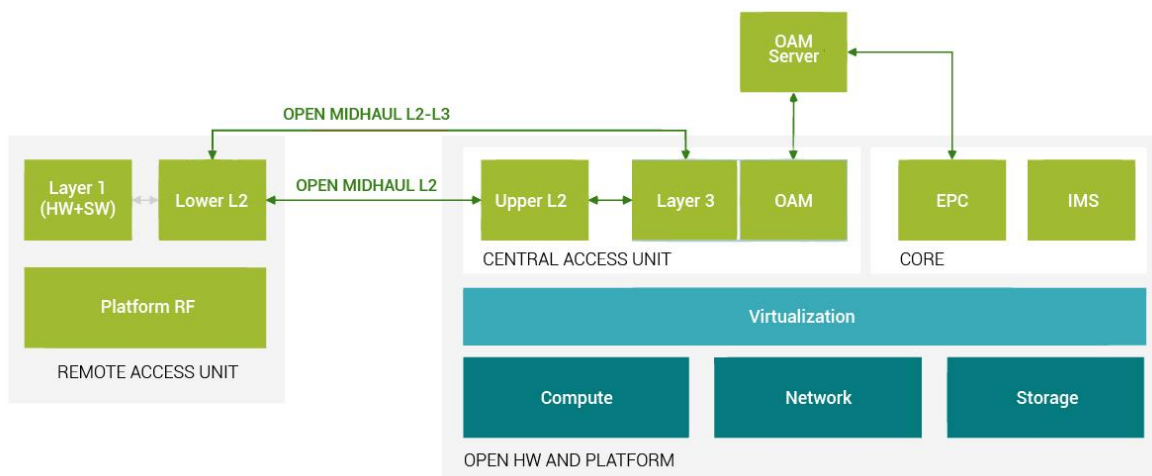 OAM
Server
OPEN MIDHAUL L2-L3
Layer 1
(HW+SW)
Lower L2
OPEN MIDHAUL L2
Upper L2
Layer 3
OAM
EPC
IMS
CENTRAL ACCESS UNIT
CORE
Platform RF
Virtualization
REMOTE ACCESS UNIT
Compute
Network
Storage
OPEN HW AND PLATFORM